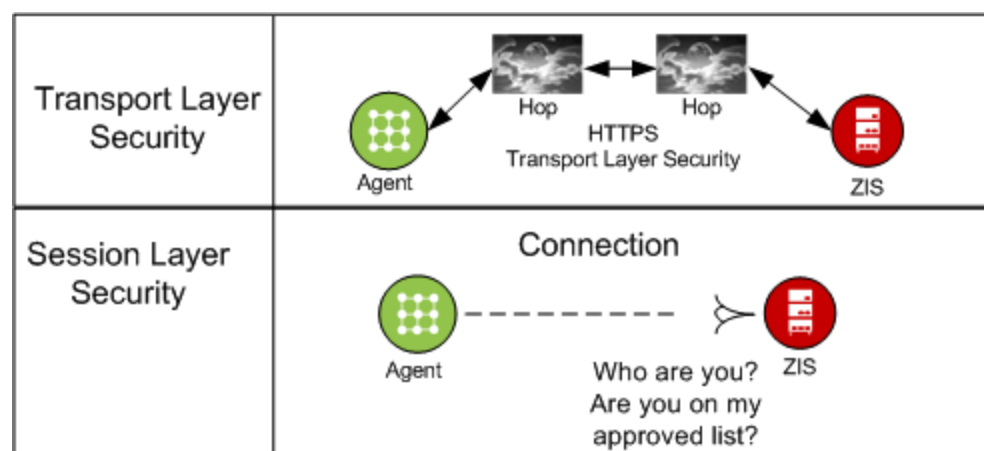 Transport Layer
Security
Hop
Hop
HTTPS
Transport Layer Security
Agent
ZIS
Session Layer
Security
Connection
Agent
ZIS
Who are you?
Are you on my
approved list?